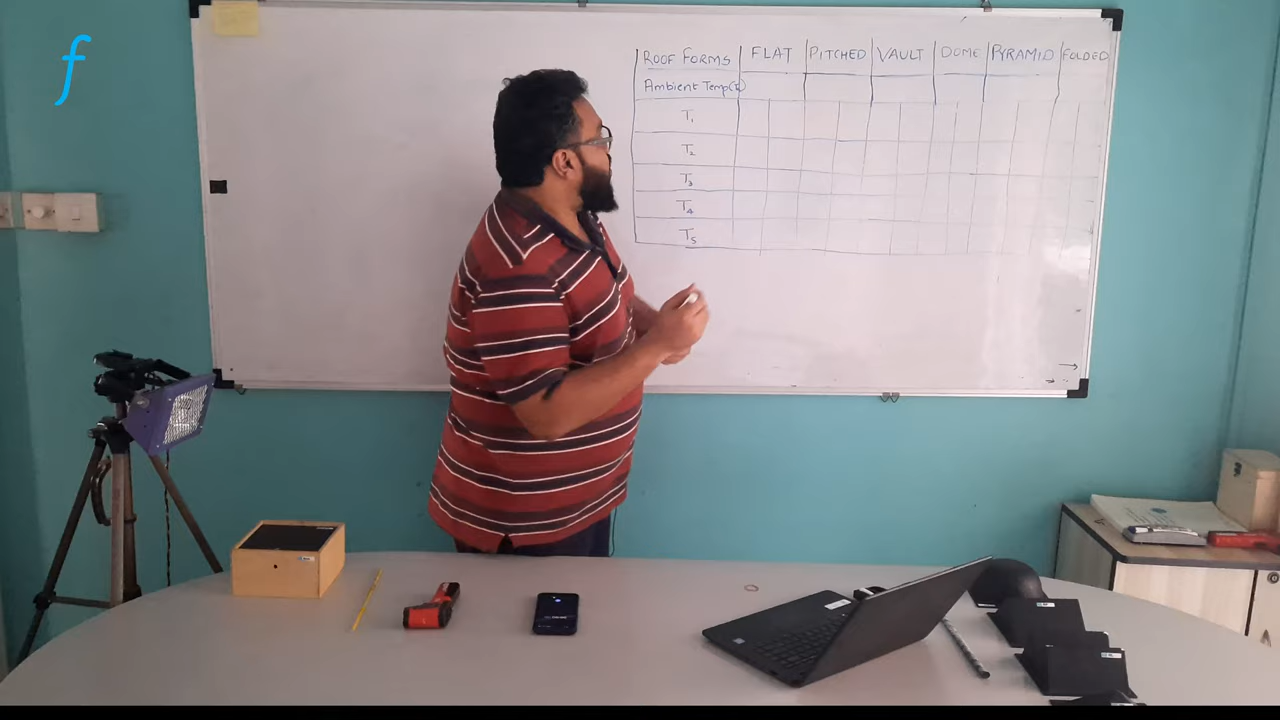 f
ROOF FORMS FLAT PITCHED VAULT DOME PYRAMID FOLDED
Ambient Temp
T1
T2
T3
T4
T5